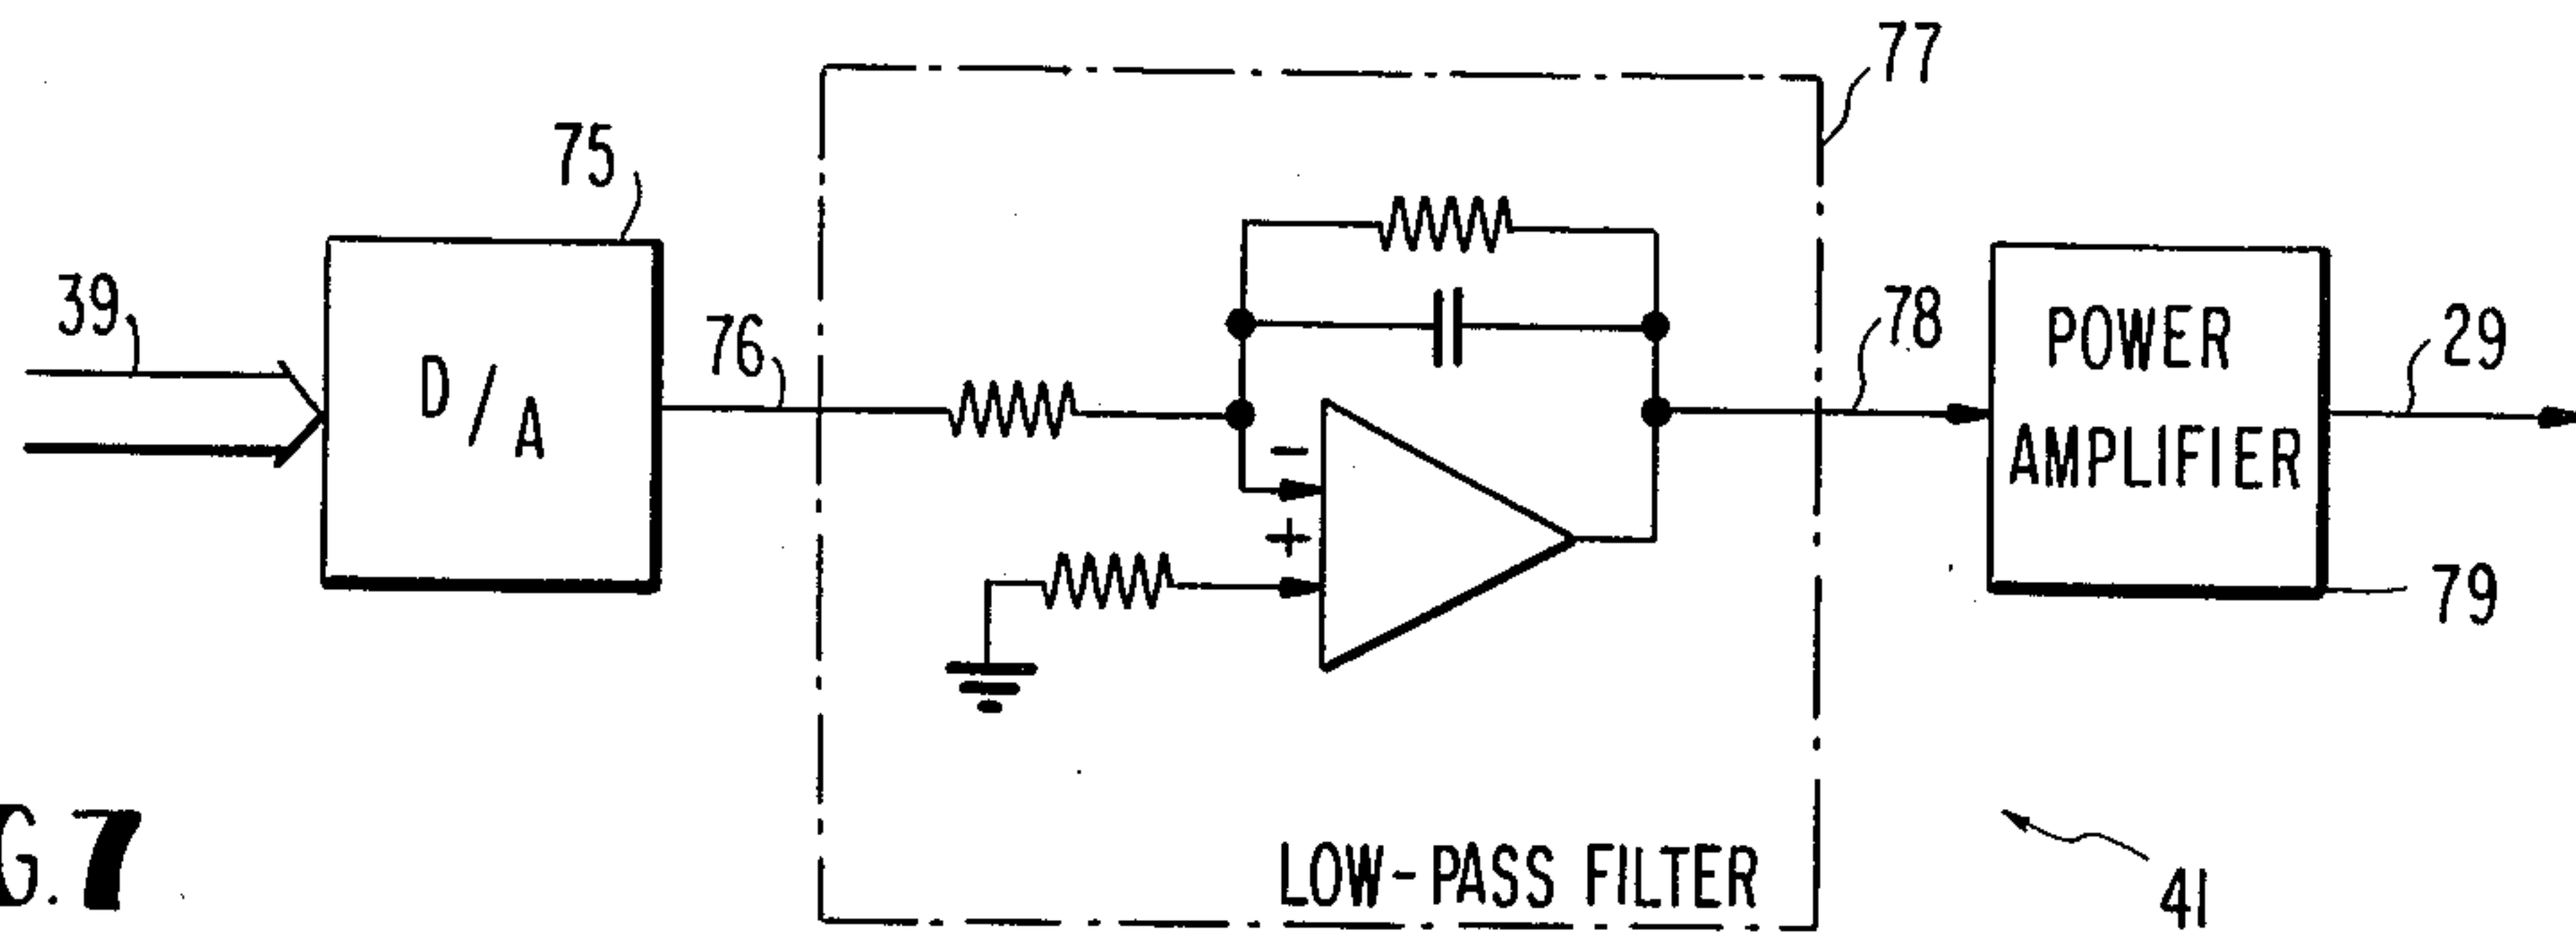 77
75
39
D/A
76
-
+
78
POWER
AMPLIFIER
29
79
LOW-PASS FILTER
G.7
41